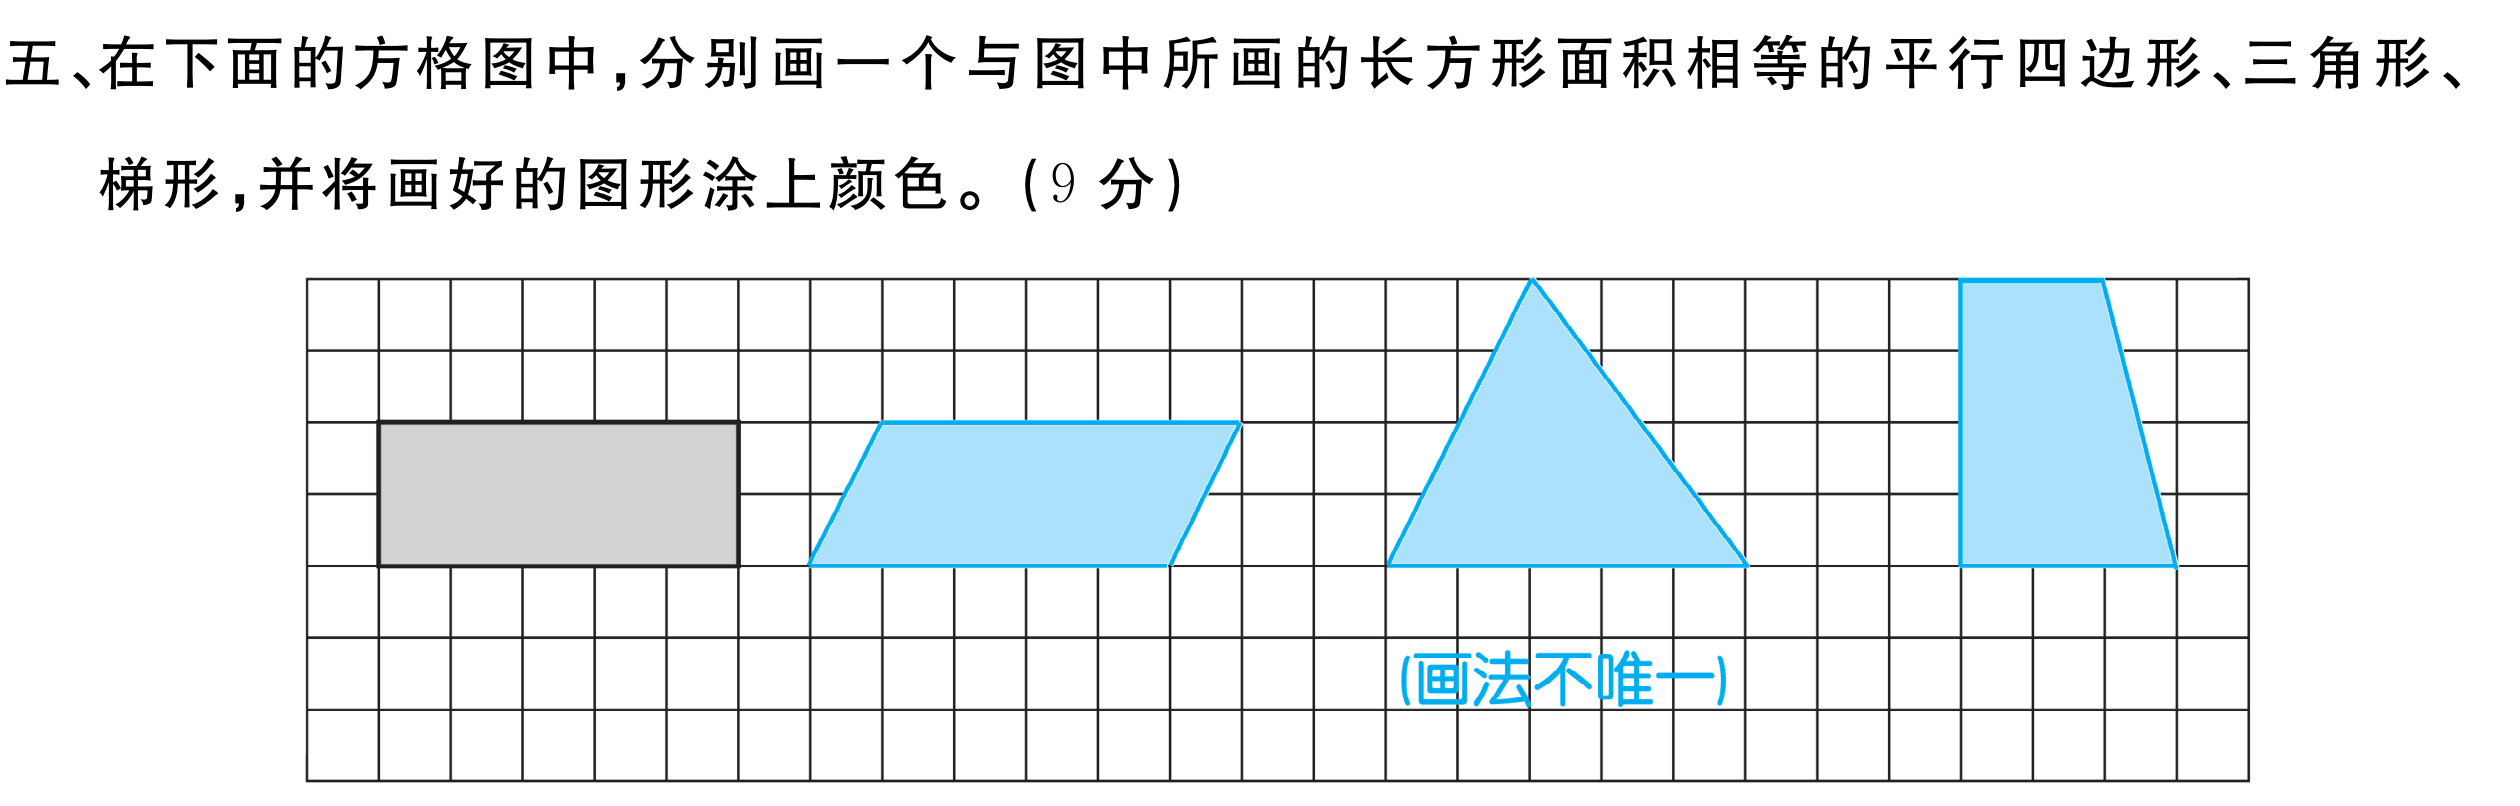 五、在下面的方格图中,分别画一个与图中所画的长方形面积相等的平行四边形、三角形、
梯形,并将画好的图形涂上颜色。(9 分)
(画法不唯一)